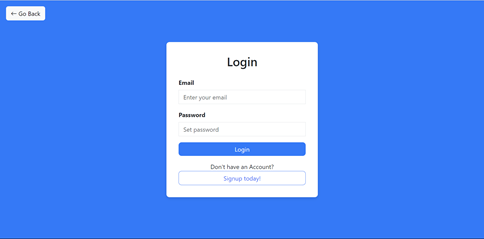 ← Go Back
Login
Email
Enter your email
Password
Set password
Login
Don't have an Account?
Signup today!